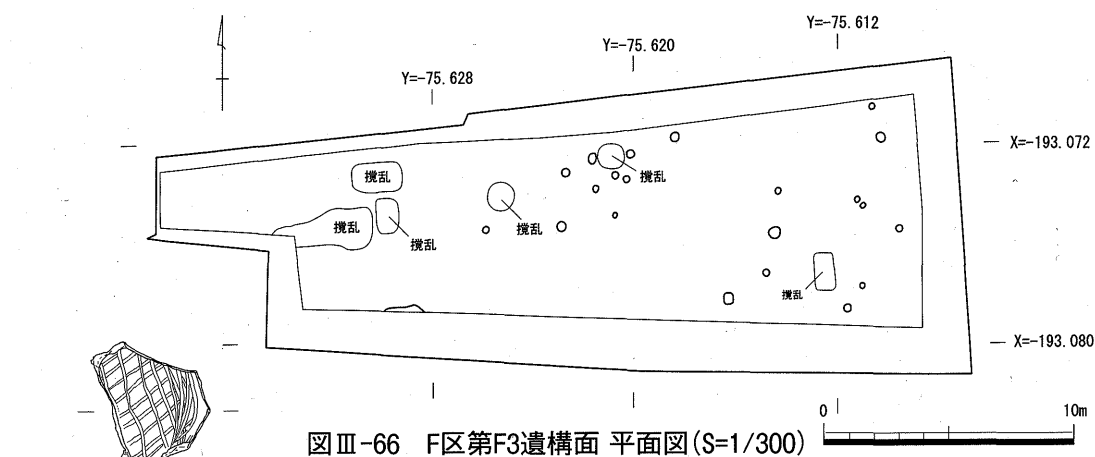 Y=-75.612
Y=-75.620
Y=-75.628
X=-193.072
攪乱
攪乱
攪乱
攪乱
攪乱
攪乱
攪乱
X=-193.080
0 10m
図Ⅲ-66 F区第F3遺構面 平面図(S=1/300)